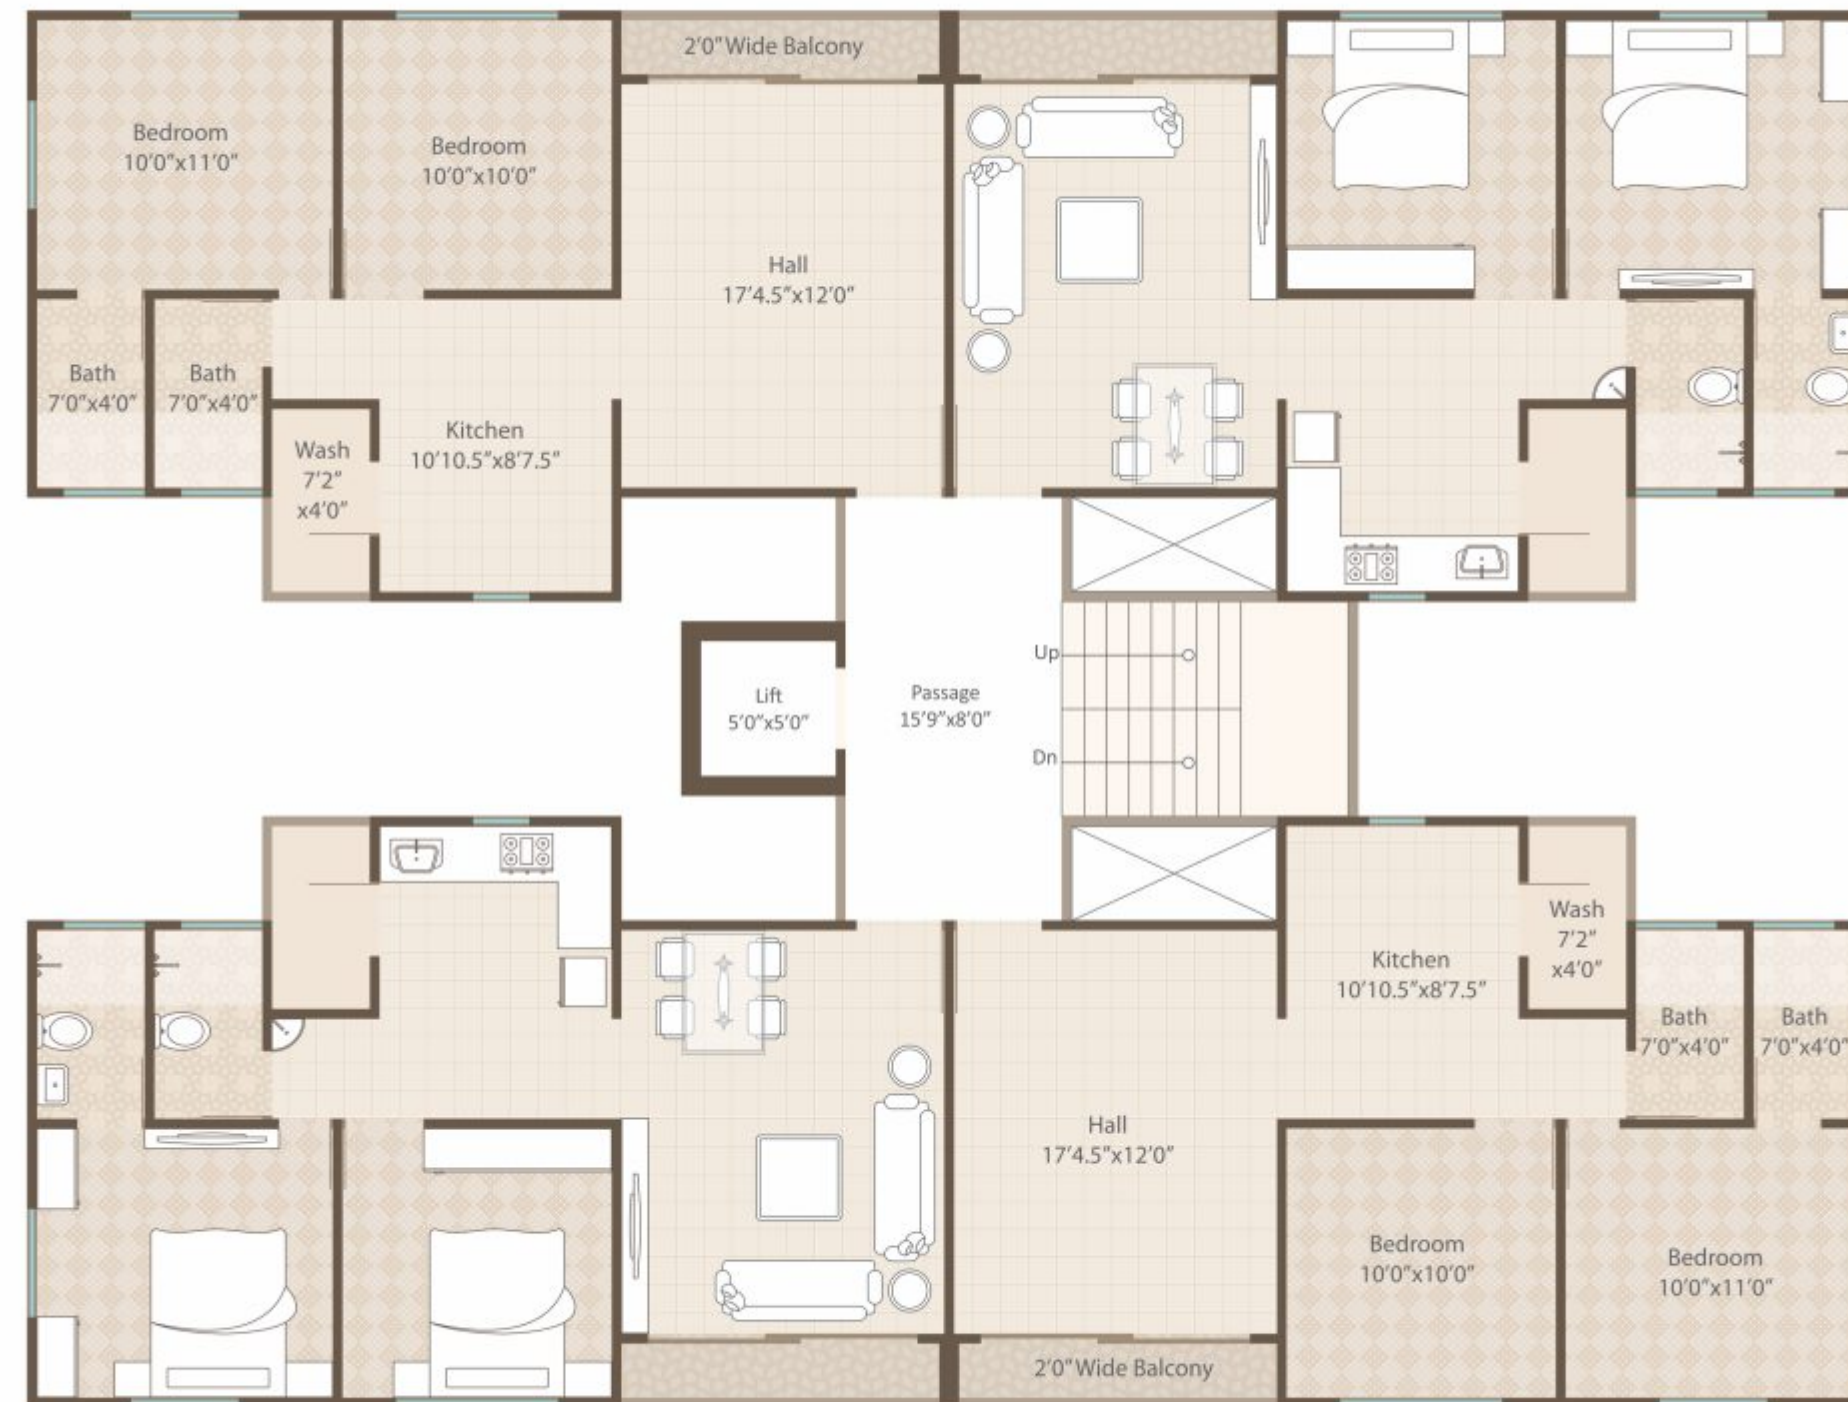 2'0" Wide Balcony
Bedroom
10'0"x11'0"
Bedroom
10'0"x10'0"
Hall
17'4.5"x12'0"
Bath
7'0"x4'0"
Bath
7'0"x4'0"
Wash
7'2"
x4'0"
Kitchen
10'10.5"x8'7.5"
Up
Lift
5'0"x5'0"
Passage
15'9"x8'0"
Dn
Kitchen
10'10.5"x8'7.5"
Wash
7'2"
x4'0"
Bath
7'0"x4'0"
Bath
7'0"x4'0"
Hall
17'4.5"x12'0"
Bedroom
10'0"x10'0"
Bedroom
10'0"x11'0"
2'0" Wide Balcony